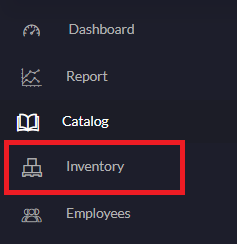 Dashboard
Report
Catalog
Inventory
Employees